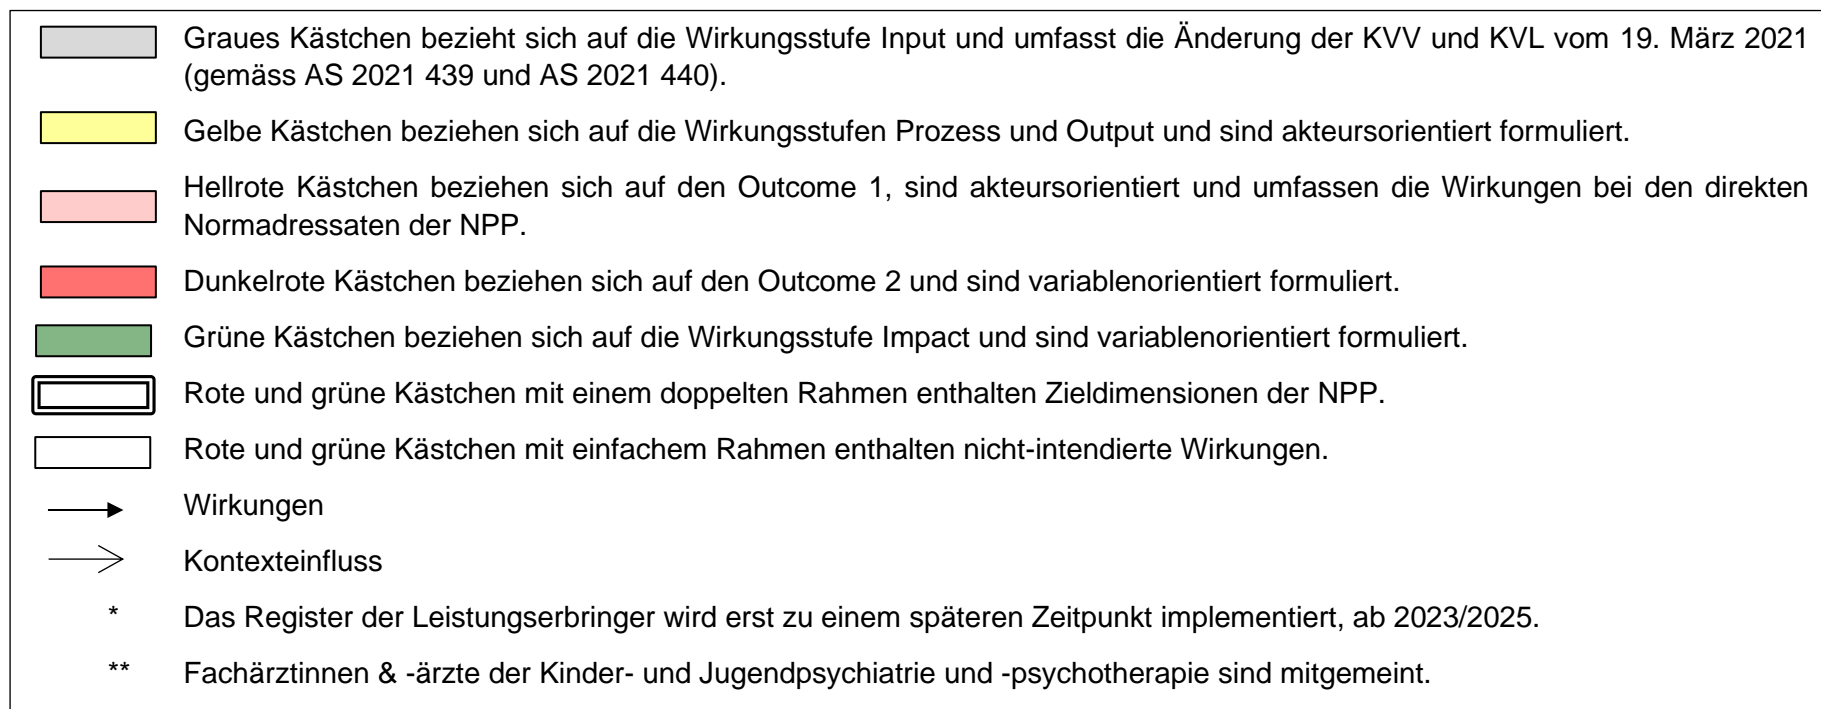 Graues Kästchen bezieht sich auf die Wirkungsstufe Input und umfasst die Änderung der KVV und KVL vom 19. März 2021
(gemäss AS 2021 439 und AS 2021 440).
Gelbe Kästchen beziehen sich auf die Wirkungsstufen Prozess und Output und sind akteursorientiert formuliert.
Hellrote Kästchen beziehen sich auf den Outcome 1, sind akteursorientiert und umfassen die Wirkungen bei den direkten
Normadressaten der NPP.
Dunkelrote Kästchen beziehen sich auf den Outcome 2 und sind variablenorientiert formuliert.
Grüne Kästchen beziehen sich auf die Wirkungsstufe Impact und sind variablenorientiert formuliert.
Rote und grüne Kästchen mit einem doppelten Rahmen enthalten Zieldimensionen der NPP.
Rote und grüne Kästchen mit einfachem Rahmen enthalten nicht-intendierte Wirkungen.
Wirkungen
Kontexteinfluss
* Das Register der Leistungserbringer wird erst zu einem späteren Zeitpunkt implementiert, ab 2023/2025.
** Fachärztinnen & -ärzte der Kinder- und Jugendpsychiatrie und -psychotherapie sind mitgemeint.